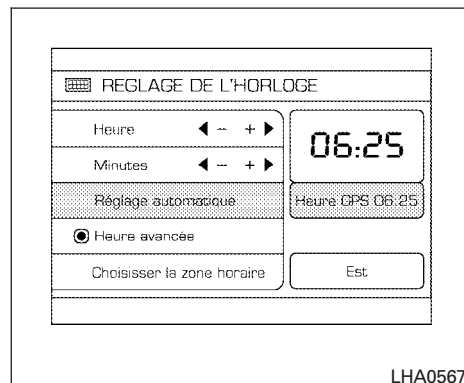 REGLAGE DE L'HORLOGE
Heure ◀ – + ▶
06:25
Minutes ◀ – + ▶
Réglage automatique
Heure GPS 06:25
Heure avancée
Choisisser la zone horaire
Est
LHA0567